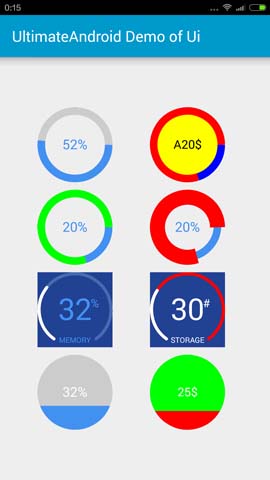 0:15
UltimateAndroid Demo of Ui
52%
A20$
20%
20%
32%
MEMORY
30#
STORAGE
32%
25$